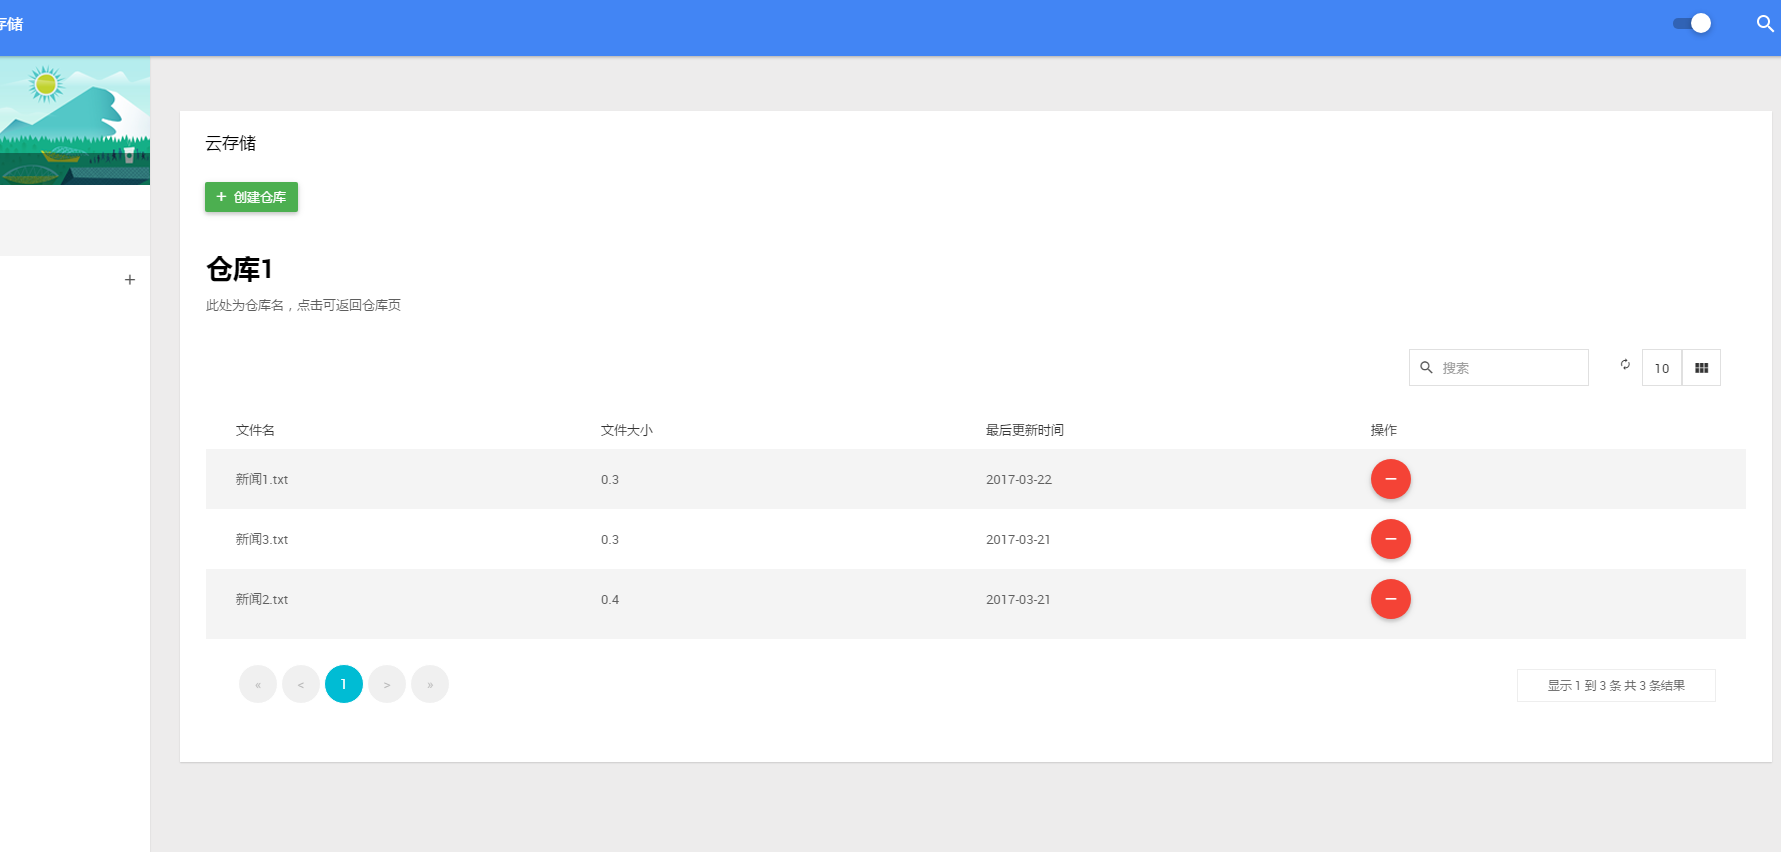 存储
云存储
+ 创建仓库
仓库1
此处为仓库名，点击可返回仓库页
搜索
10
文件名 文件大小 最后更新时间 操作
新闻1.txt 0.3 2017-03-22
新闻3.txt 0.3 2017-03-21
新闻2.txt 0.4 2017-03-21
« < 1 > »
显示 1 到 3 条 共 3 条结果